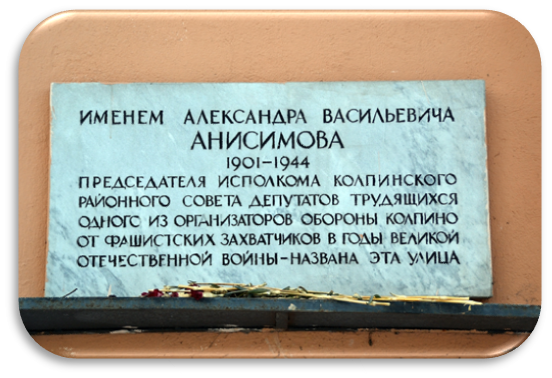 ИМЕНЕМ АЛЕКСАНДРА ВАСИЛЬЕВИЧА
АНИСИМОВА
1901–1944
ПРЕДСЕДАТЕЛЯ ИСПОЛКОМА КОЛПИНСКОГО
РАЙОННОГО СОВЕТА ДЕПУТАТОВ ТРУДЯЩИХСЯ
ОДНОГО ИЗ ОРГАНИЗАТОРОВ ОБОРОНЫ КОЛПИНО
ОТ ФАШИСТСКИХ ЗАХВАТЧИКОВ В ГОДЫ ВЕЛИКОЙ
ОТЕЧЕСТВЕННОЙ ВОЙНЫ–НАЗВАНА ЭТА УЛИЦА